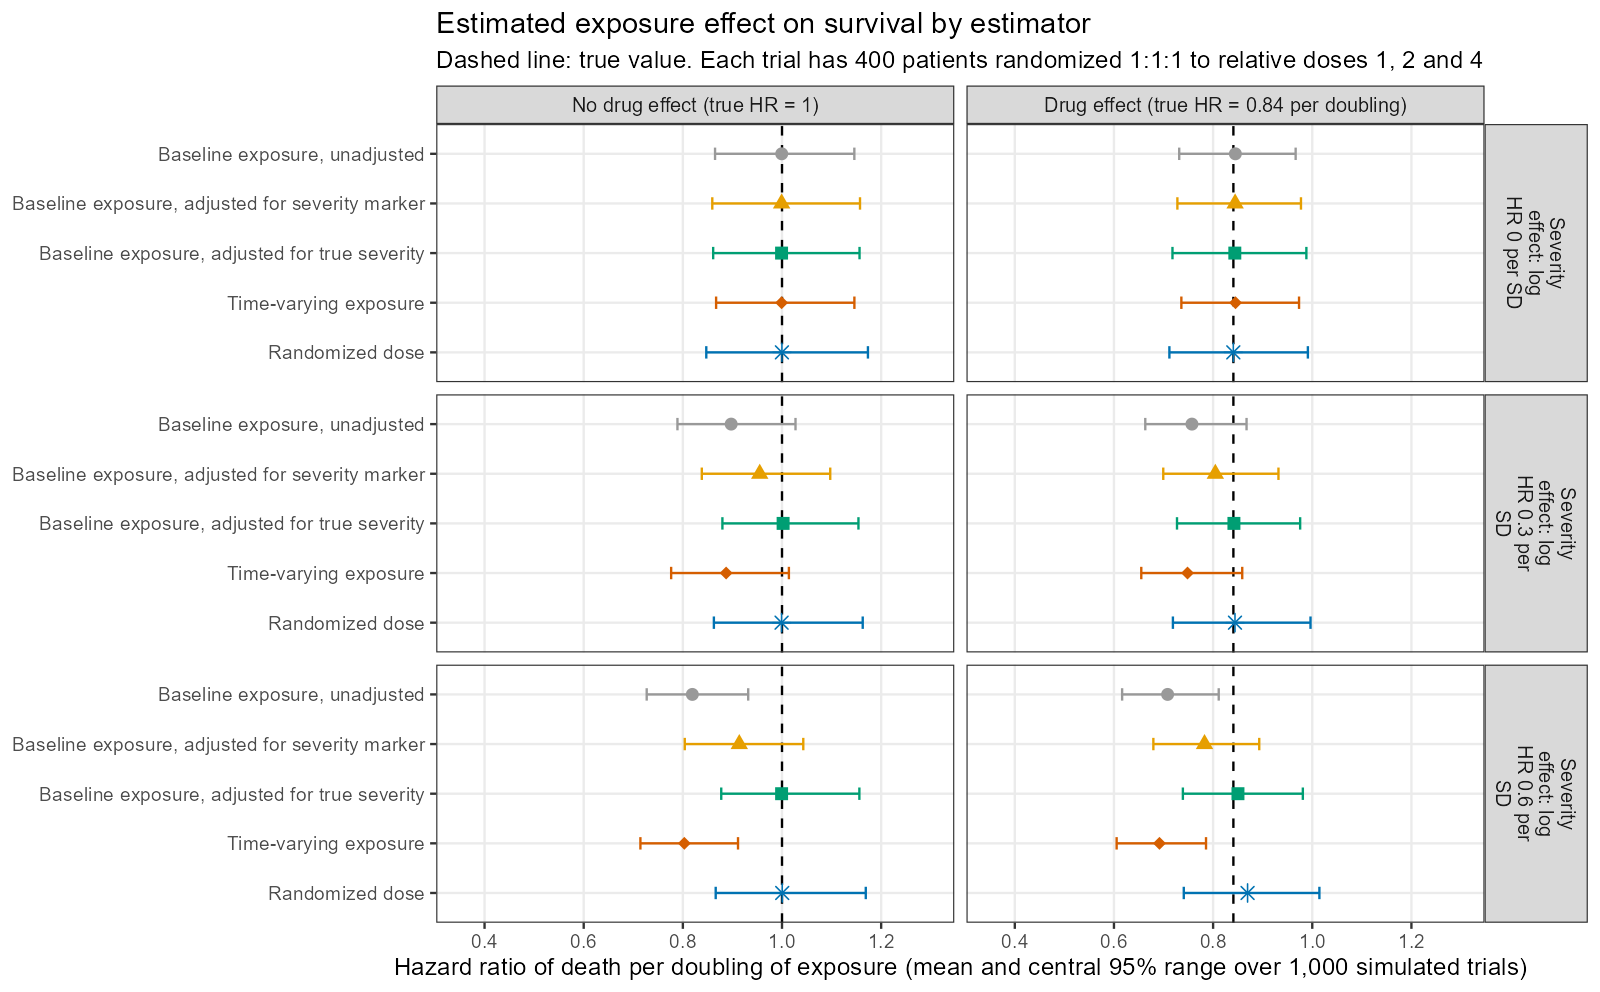 Estimated exposure effect on survival by estimator
Dashed line: true value. Each trial has 400 patients randomized 1:1:1 to relative doses 1, 2 and 4
No drug effect (true HR = 1)
Drug effect (true HR = 0.84 per doubling)
Baseline exposure, unadjusted
Baseline exposure, adjusted for severity marker
Baseline exposure, adjusted for true severity
Time-varying exposure
Randomized dose
Severity
effect: log
HR 0 per SD
Baseline exposure, unadjusted
Baseline exposure, adjusted for severity marker
Baseline exposure, adjusted for true severity
Time-varying exposure
Randomized dose
Severity
effect: log
HR 0.3 per
SD
Baseline exposure, unadjusted
Baseline exposure, adjusted for severity marker
Baseline exposure, adjusted for true severity
Time-varying exposure
Randomized dose
Severity
effect: log
HR 0.6 per
SD
0.4 0.6 0.8 1.0 1.2
0.4 0.6 0.8 1.0 1.2
Hazard ratio of death per doubling of exposure (mean and central 95% range over 1,000 simulated trials)